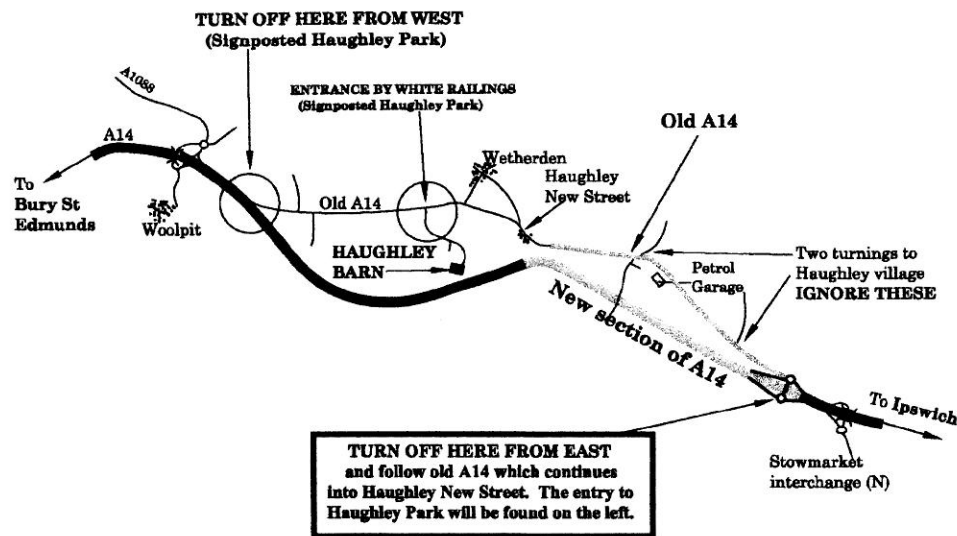 TURN OFF HERE FROM WEST
(Signposted Haughley Park)
A1088
ENTRANCE BY WHITE RAILINGS
(Signposted Haughley Park)
A14
Old A14
Wetherden
Haughley
New Street
To
Bury St
Edmunds
Woolpit
Old A14
HAUGHLEY
BARN
Two turnings to
Haughley village
IGNORE THESE
Petrol
Garage
New section of A14
To Ipswich
TURN OFF HERE FROM EAST
and follow old A14 which continues
into Haughley New Street. The entry to
Haughley Park will be found on the left.
Stowmarket
interchange (N)